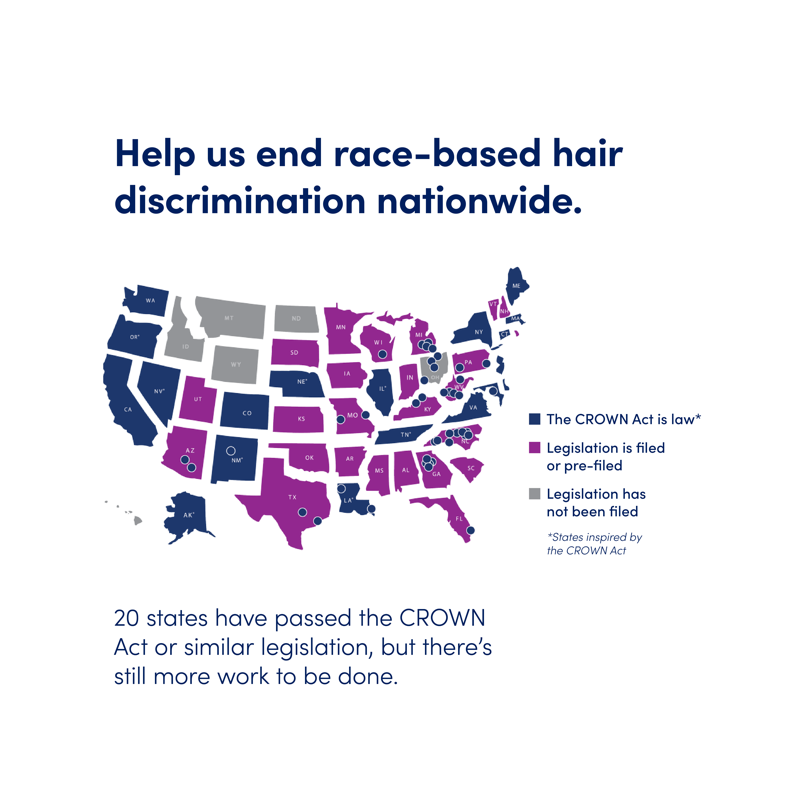 Help us end race-based hair
discrimination nationwide.
WA
OR*
CA
NV*
ID
WT
WY
UT
AZ
CO
NM*
ND
SD
NE*
KS
OK
TX
MN
IA
MO
AR
LA*
WI
IL*
MI
IN
KY
TN*
MS
AL
GA
FL
SC
NC
VA
PA
NY
VT
NH
MA
CT
ME
AK*
The CROWN Act is law*
Legislation is filed
or pre-filed
Legislation has
not been filed
*States inspired by
the CROWN Act
20 states have passed the CROWN
Act or similar legislation, but there's
still more work to be done.